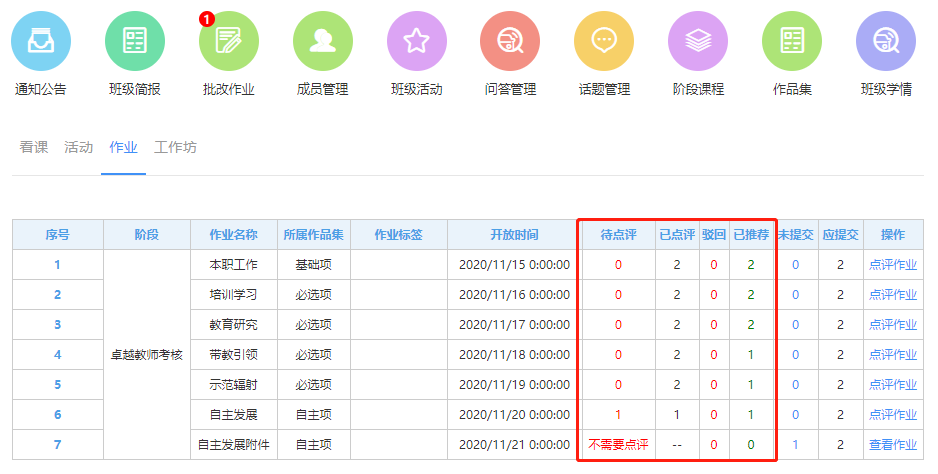 1
通知公告 班级简报 批改作业 成员管理 班级活动 问答管理 话题管理 阶段课程 作品集 班级学情
看课 活动 作业 工作坊
序号 阶段 作业名称 所属作品集 作业标签 开放时间 待点评 已点评 驳回 已推荐 未提交 应提交 操作
1 本职工作 基础项 2020/11/15 0:00:00 0 2 0 2 0 2 点评作业
2 培训学习 必选项 2020/11/16 0:00:00 0 2 0 2 0 2 点评作业
3 教育研究 必选项 2020/11/17 0:00:00 0 2 0 2 0 2 点评作业
4 卓越教师考核 带教引领 必选项 2020/11/18 0:00:00 0 2 0 1 0 2 点评作业
5 示范辐射 必选项 2020/11/19 0:00:00 0 2 0 1 0 2 点评作业
6 自主发展 自主项 2020/11/20 0:00:00 1 1 0 1 0 2 点评作业
7 自主发展附件 自主项 2020/11/21 0:00:00 不需要点评 -- 0 0 1 2 查看作业